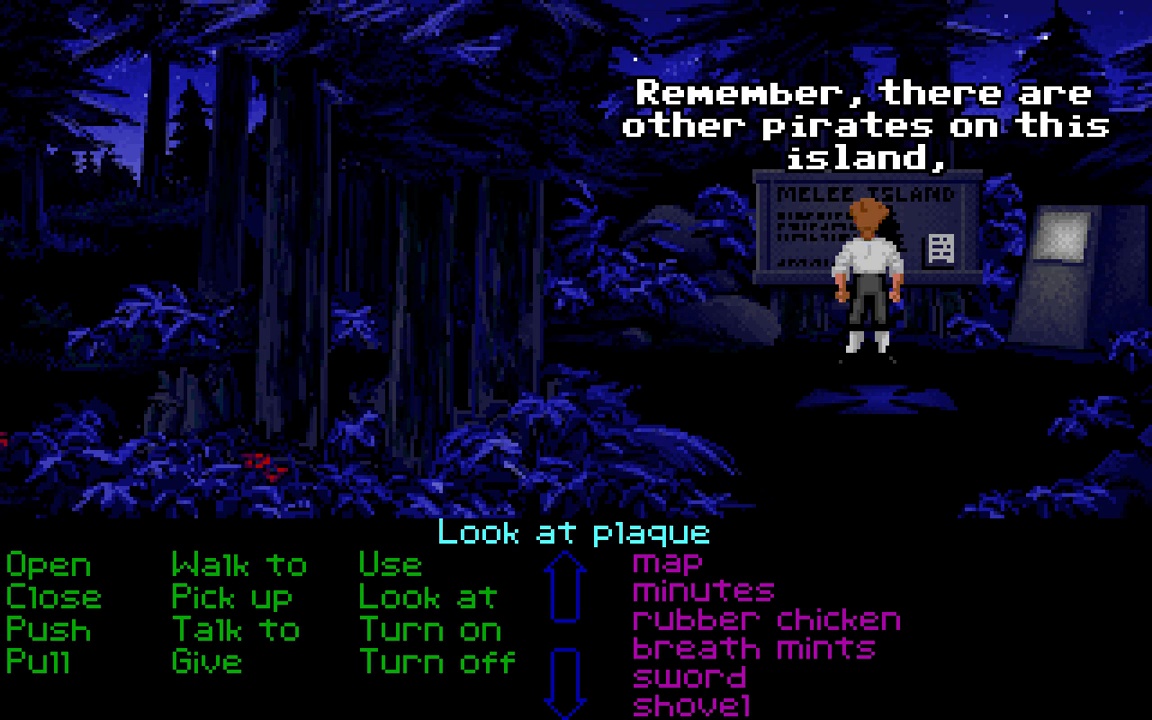 Remember, there are
other pirates on this
island,
MELEE ISLAND
Look at plaque
Open Walk to Use
Close Pick up Look at
Push Talk to Turn on
Pull Give Turn off
map
minutes
rubber chicken
breath mints
sword
shovel